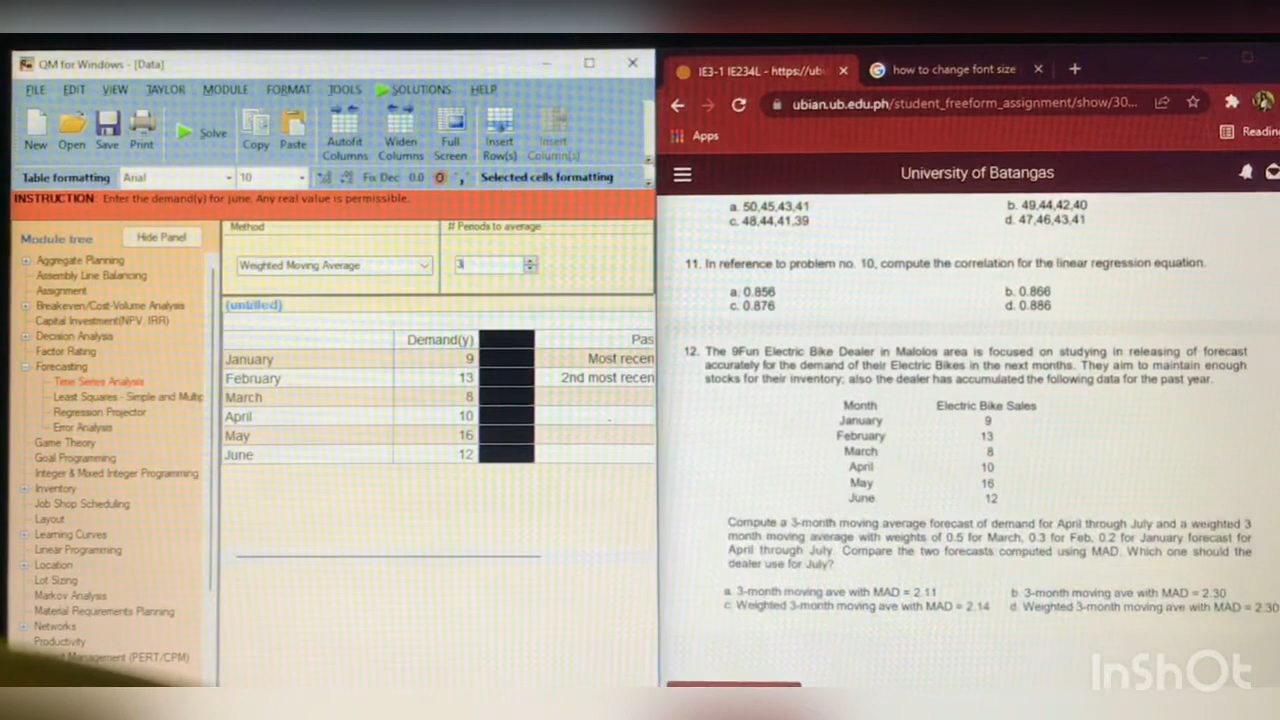 QM for Windows - [Data]
FILE EDIT VIEW TAYLOR MODULE FORMAT TOOLS SOLUTIONS HELP
New Open Save Print Solve Copy Paste Autofit Columns Widen Columns Full Screen Insert Row(s) Insert Column(s)
Table formatting Arial 10 Fix Dec 0.0 Selected cells formatting
INSTRUCTION: Enter the demand(y) for june. Any real value is permissible.
Module tree Hide Panel
Aggregate Planning
Assembly Line Balancing
Assignment
Breakeven/Cost-Volume Analysis
Capital Investment(NPV, IRR)
Decision Analysis
Factor Rating
Forecasting
Time Series Analysis
Least Squares - Simple and Multip
Regression Projector
Error Analysis
Game Theory
Goal Programming
Integer & Mixed Integer Programming
Inventory
Job Shop Scheduling
Layout
Learning Curves
Linear Programming
Location
Lot Sizing
Markov Analysis
Material Requirements Planning
Networks
Productivity
Management (PERT/CPM)
Method # Periods to average
Weighted Moving Average 3
(untitled)
Demand(y) Pas
January 9 Most recen
February 13 2nd most recen
March 8
April 10
May 16
June 12
IE3-1 IE234L - https://ub how to change font size
ubian.ub.edu.ph/student_freeform_assignment/show/30...
Apps Readin
University of Batangas
a. 50,45,43,41 b. 49,44,42,40
c. 48,44,41,39 d. 47,46,43,41
11. In reference to problem no. 10, compute the correlation for the linear regression equation.
a. 0.856 b. 0.866
c. 0.876 d. 0.886
12. The 9Fun Electric Bike Dealer in Malolos area is focused on studying in releasing of forecast
accurately for the demand of their Electric Bikes in the next months. They aim to maintain enough
stocks for their inventory; also the dealer has accumulated the following data for the past year.
Month Electric Bike Sales
January 9
February 13
March 8
April 10
May 16
June 12
Compute a 3-month moving average forecast of demand for April through July and a weighted 3
month moving average with weights of 0.5 for March, 0.3 for Feb, 0.2 for January forecast for
April through July. Compare the two forecasts computed using MAD. Which one should the
dealer use for July?
a. 3-month moving ave with MAD = 2.11 b. 3-month moving ave with MAD = 2.30
c. Weighted 3-month moving ave with MAD = 2.14 d. Weighted 3-month moving ave with MAD = 2.30
InShOt